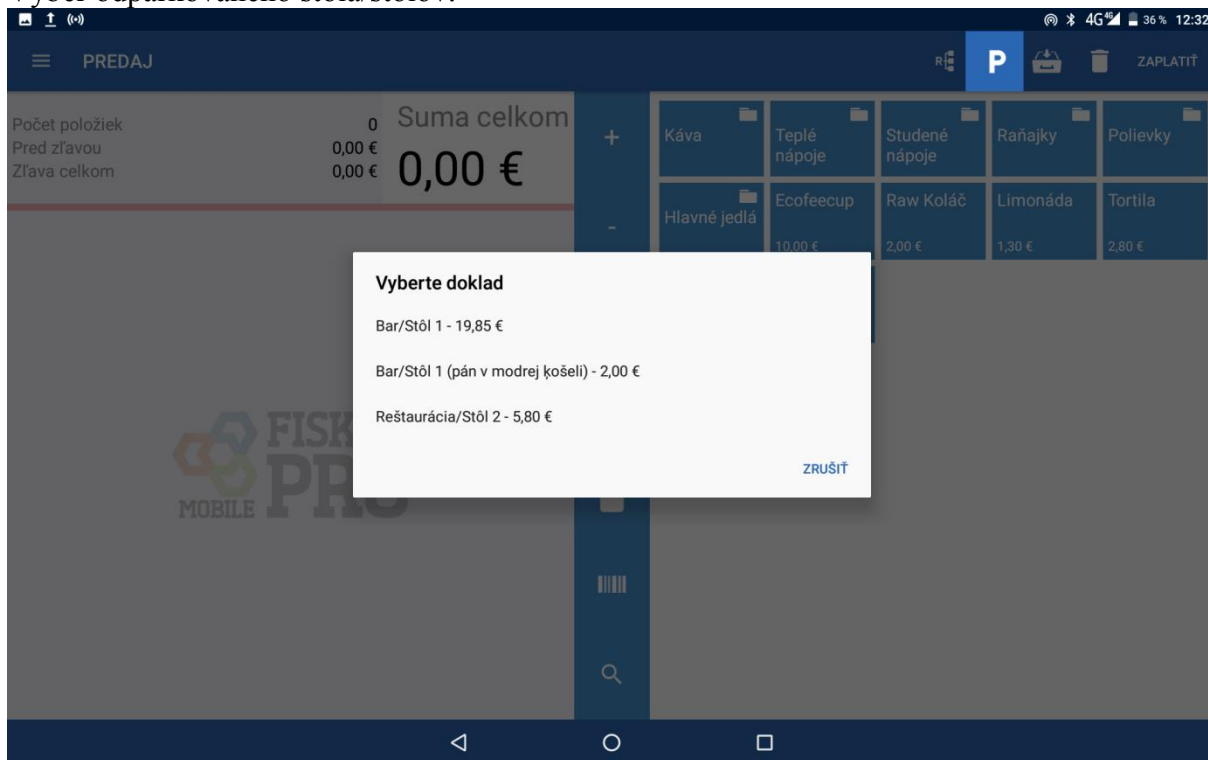 4G 4G 36 % 12:32
PREDAJ
R
P
ZAPLATIŤ
Počet položiek 0
Pred zľavou 0,00 €
Zľava celkom 0,00 €
Suma celkom
0,00 €
+
-
Káva
Teplé
nápoje
Studené
nápoje
Raňajky
Polievky
Hlavné jedlá
Ecofeecup
10,00 €
Raw Koláč
2,00 €
Limonáda
1,30 €
Tortila
2,80 €
Vyberte doklad
Bar/Stôl 1 - 19,85 €
Bar/Stôl 1 (pán v modrej ķošeli) - 2,00 €
Reštaurácia/Stôl 2 - 5,80 €
ZRUŠIŤ
MOBILE